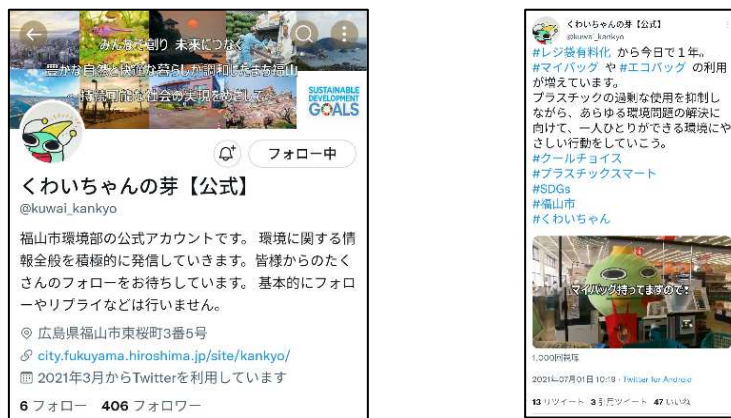 みんなで創り 未来につなぐ
豊かな自然と快適な暮らしが調和したまち福山
持続可能な社会の実現をめざして
SUSTAINABLE
DEVELOPMENT
GOALS
フォロー中
くわいちゃんの芽【公式】
@kuwai_kankyo
福山市環境部の公式アカウントです。 環境に関する情
報全般を積極的に発信していきます。皆様からのたく
さんのフォローをお待ちしています。 基本的にフォロ
ーやリプライなどは行いません。
広島県福山市東桜町3番5号
city.fukuyama.hiroshima.jp/site/kankyo/
2021年3月からTwitterを利用しています
6 フォロー 406 フォロワー
くわいちゃんの芽【公式】
@kuwai_kankyo
#レジ袋有料化 から今日で1年。
#マイバッグ や #エコバッグ の利用
が増えています。
プラスチックの過剰な使用を抑制し
ながら、あらゆる環境問題の解決に
向けて、一人ひとりができる環境にや
さしい行動をしていこう。
#クールチョイス
#プラスチックスマート
#SDGs
#福山市
#くわいちゃん
マイバッグ持ってますので
1,000回視聴
2021年07月01日 10:19 · Twitter for Android
13 リツイート 3 引用ツイート 47 いいね